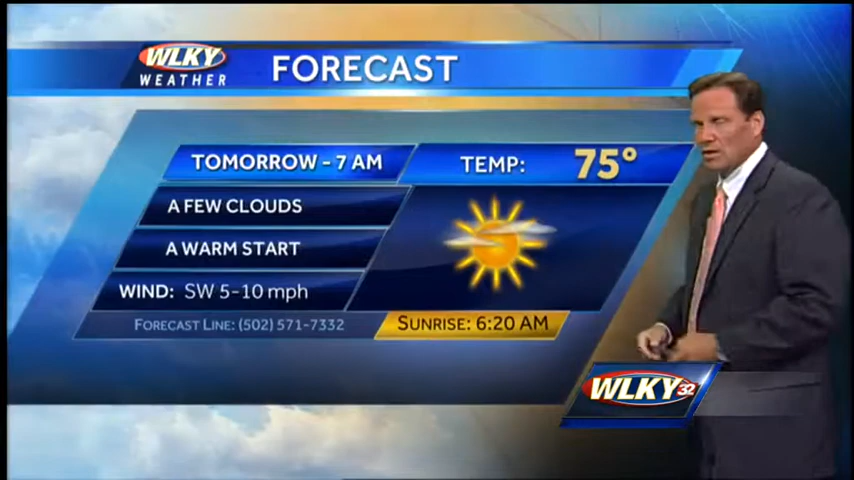 WLKY
WEATHER
FORECAST
TOMORROW - 7 AM
TEMP: 75°
A FEW CLOUDS
A WARM START
WIND: SW 5-10 mph
FORECAST LINE: (502) 571-7332
SUNRISE: 6:20 AM
WLKY 32